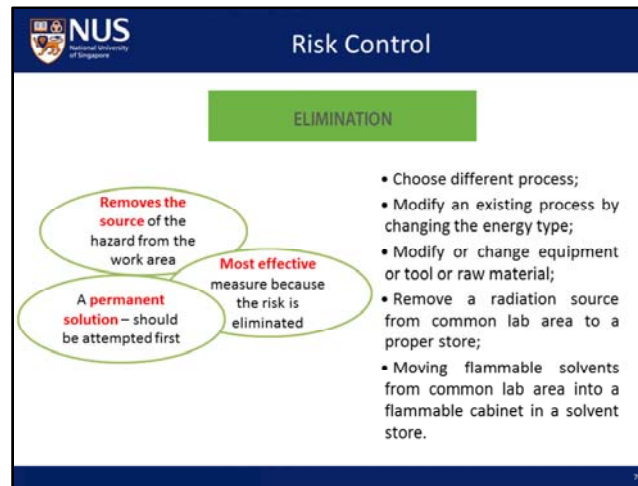 NUS
National University
of Singapore
Risk Control
ELIMINATION
Removes the
source of the
hazard from the
work area
Most effective
measure because
the risk is
eliminated
A permanent
solution – should
be attempted first
• Choose different process;
• Modify an existing process by
changing the energy type;
• Modify or change equipment
or tool or raw material;
• Remove a radiation source
from common lab area to a
proper store;
• Moving flammable solvents
from common lab area into a
flammable cabinet in a solvent
store.